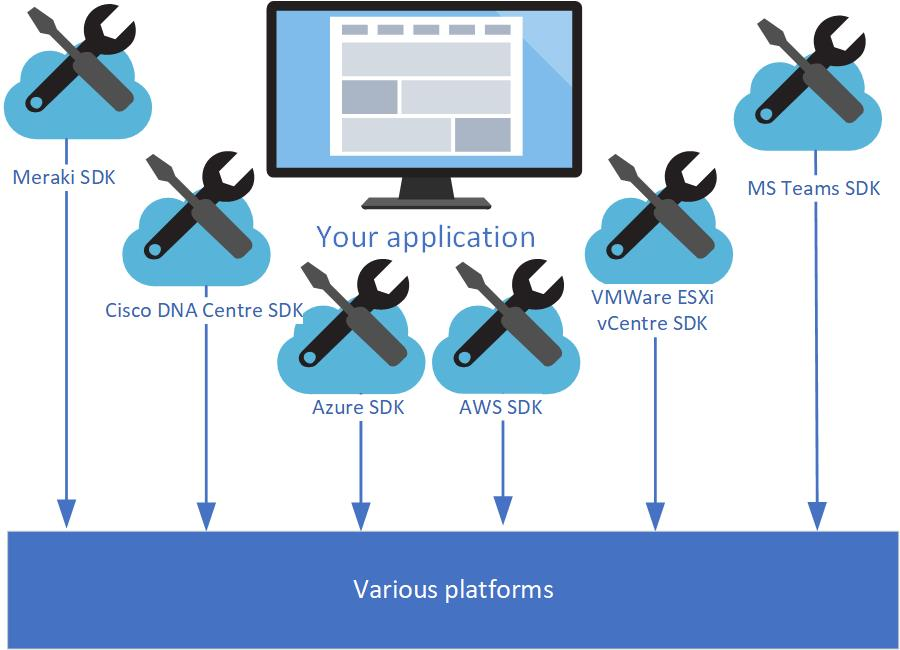 Meraki SDK
MS Teams SDK
Your application
Cisco DNA Centre SDK
VMWare ESXi
vCentre SDK
Azure SDK
AWS SDK
Various platforms